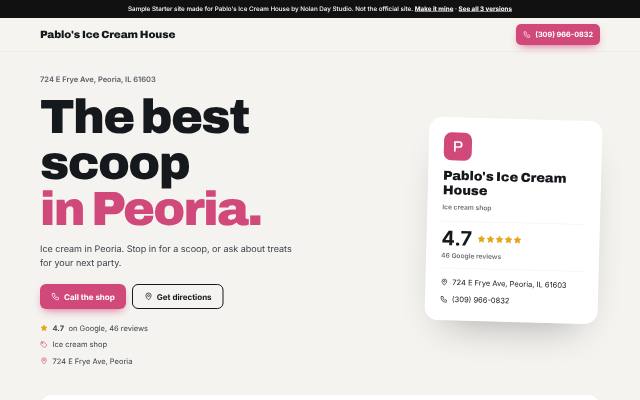 Sample Starter site made for Pablo's Ice Cream House by Nolan Day Studio. Not the official site. Make it mine · See all 3 versions
Pablo's Ice Cream House
(309) 966-0832
724 E Frye Ave, Peoria, IL 61603
The best
scoop
in Peoria.
Ice cream in Peoria. Stop in for a scoop, or ask about treats
for your next party.
Call the shop
Get directions
4.7 on Google, 46 reviews
Ice cream shop
724 E Frye Ave, Peoria
P
Pablo's Ice Cream
House
Ice cream shop
4.7
46 Google reviews
724 E Frye Ave, Peoria, IL 61603
(309) 966-0832